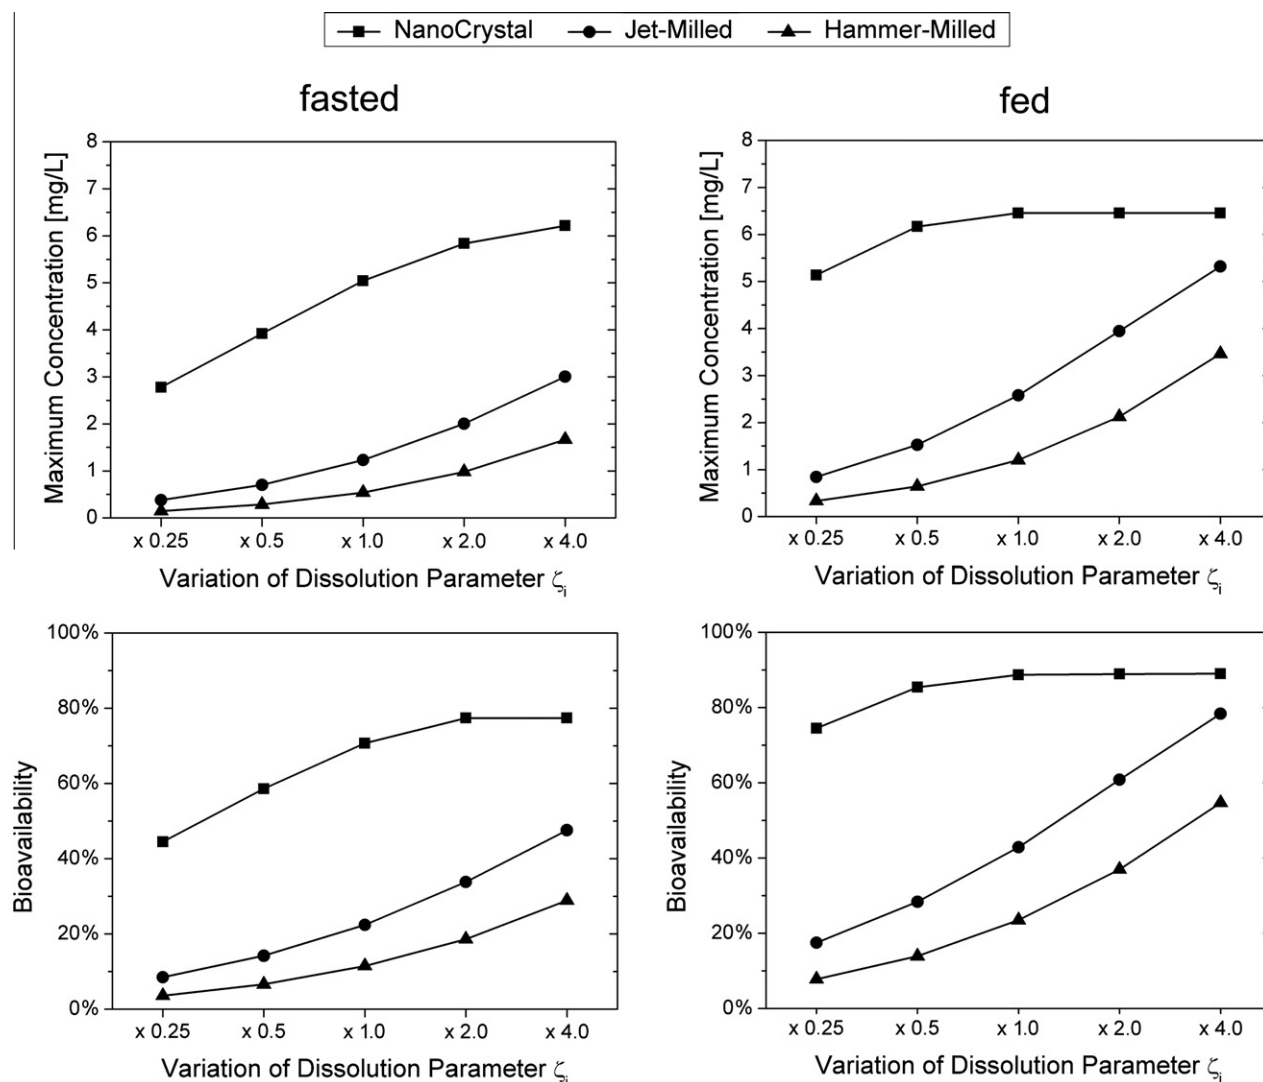 NanoCrystal Jet-Milled Hammer-Milled
fasted
fed
Maximum Concentration [mg/L]
8
7
6
5
4
3
2
1
0
x 0.25 x 0.5 x 1.0 x 2.0 x 4.0
Variation of Dissolution Parameter ζi
Maximum Concentration [mg/L]
8
7
6
5
4
3
2
1
0
x 0.25 x 0.5 x 1.0 x 2.0 x 4.0
Variation of Dissolution Parameter ζi
Bioavailability
100%
80%
60%
40%
20%
0%
x 0.25 x 0.5 x 1.0 x 2.0 x 4.0
Variation of Dissolution Parameter ζi
Bioavailability
100%
80%
60%
40%
20%
0%
x 0.25 x 0.5 x 1.0 x 2.0 x 4.0
Variation of Dissolution Parameter ζi